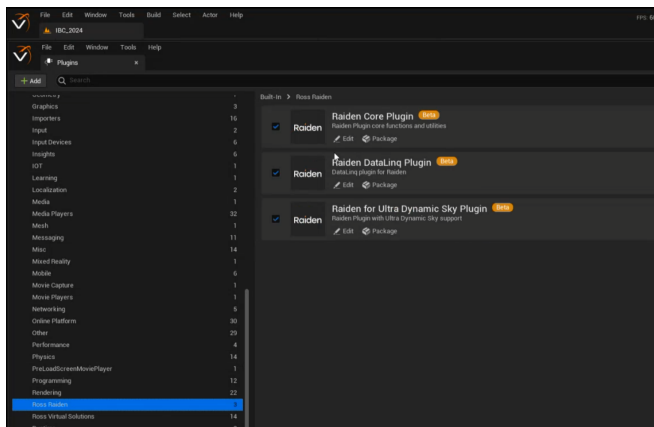 File Edit Window Tools Build Select Actor Help
FPS: 6
IBC_2024
File Edit Window Tools Help
Plugins
+ Add Search
Built-In > Ross Raiden
Geometry
Graphics 3
Importers 16
Input 2
Input Devices 6
Insights 6
IOT 1
Learning 1
Localization 2
Media 1
Media Players 32
Mesh 1
Messaging 11
Misc 14
Mixed Reality 1
Mobile 6
Movie Capture 1
Movie Players 1
Networking 5
Online Platform 30
Other 29
Performance 4
Physics 14
PreLoadScreenMoviePlayer 1
Programming 12
Rendering 22
Ross Raiden 3
Ross Virtual Solutions 14
Raiden
Raiden Core Plugin Beta
Raiden Plugin core functions and utilities
Edit Package
Raiden
Raiden DataLinq Plugin Beta
DataLinq plugin for Raiden
Edit Package
Raiden
Raiden for Ultra Dynamic Sky Plugin Beta
Raiden Plugin with Ultra Dynamic Sky support
Edit Package